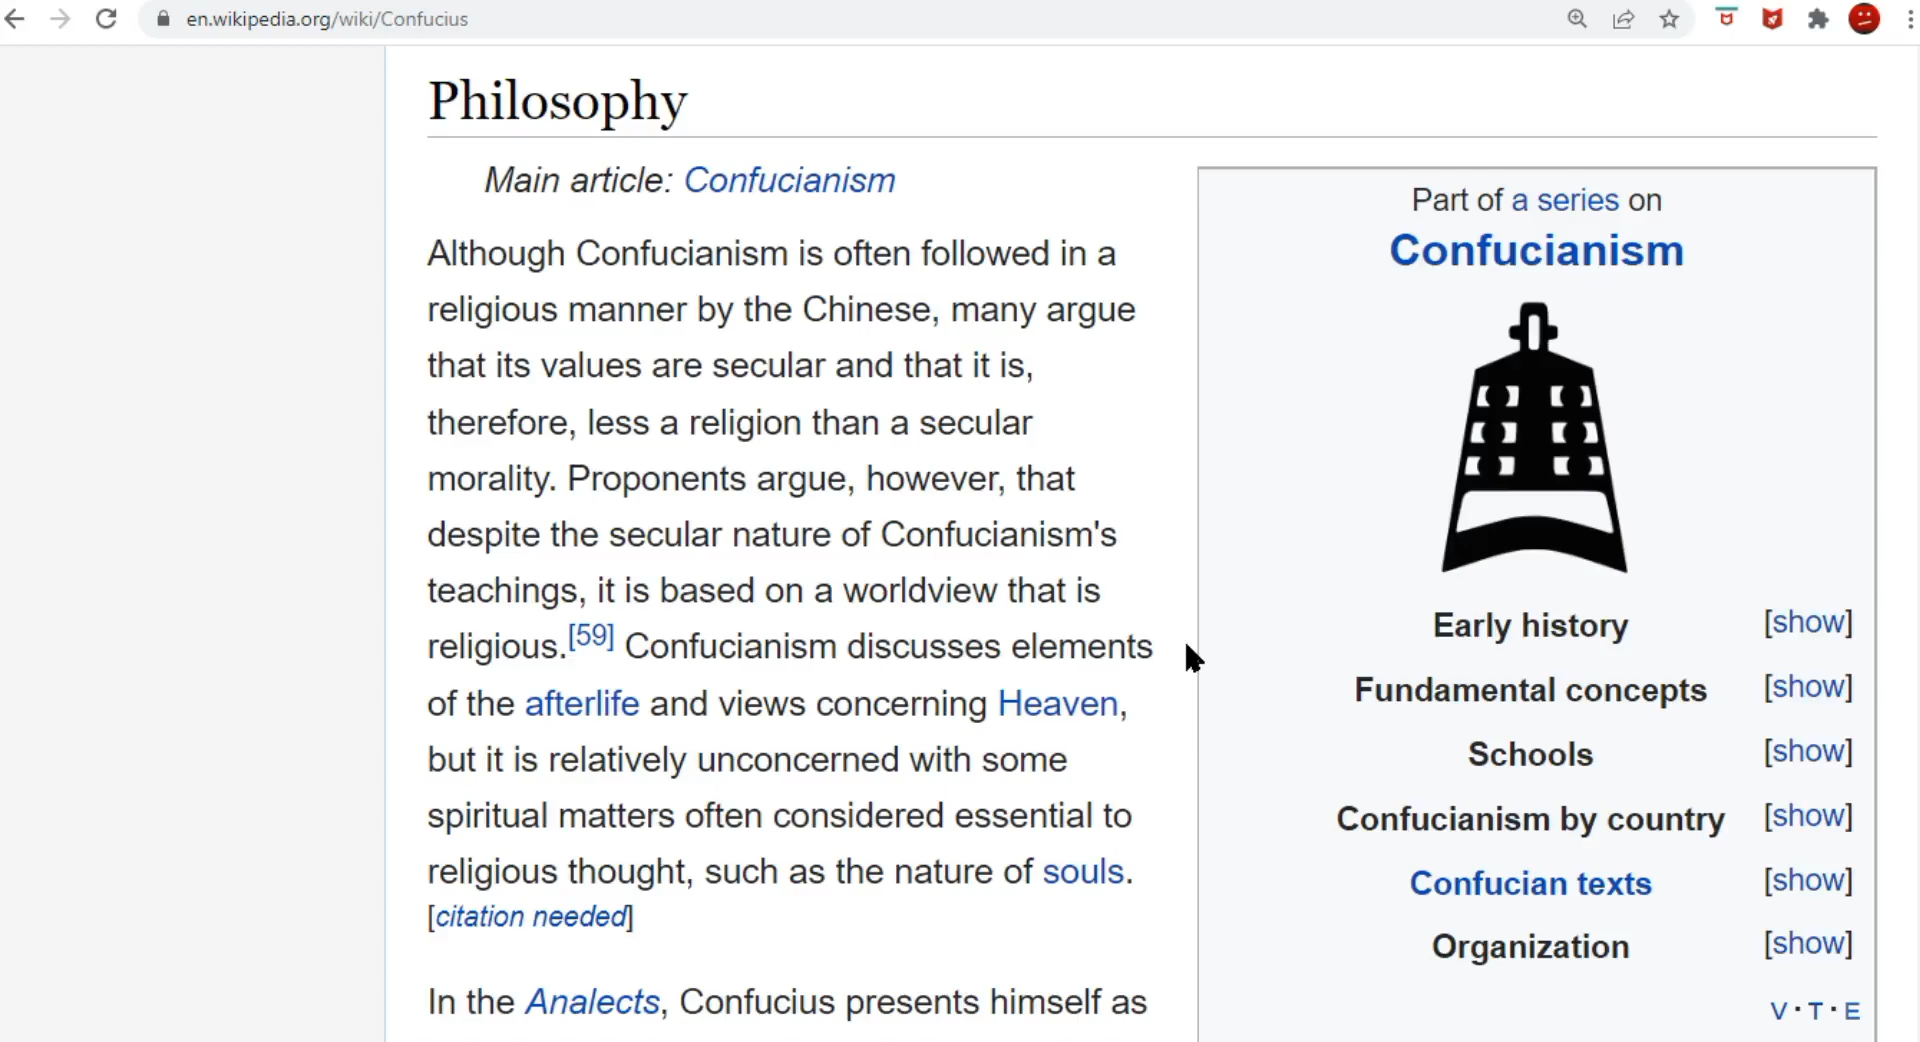 en.wikipedia.org/wiki/Confucius
Philosophy
Main article: Confucianism
Although Confucianism is often followed in a
religious manner by the Chinese, many argue
that its values are secular and that it is,
therefore, less a religion than a secular
morality. Proponents argue, however, that
despite the secular nature of Confucianism's
teachings, it is based on a worldview that is
religious.[59] Confucianism discusses elements
of the afterlife and views concerning Heaven,
but it is relatively unconcerned with some
spiritual matters often considered essential to
religious thought, such as the nature of souls.
[citation needed]
In the Analects, Confucius presents himself as
Part of a series on
Confucianism
Early history [show]
Fundamental concepts [show]
Schools [show]
Confucianism by country [show]
Confucian texts [show]
Organization [show]
V · T · E